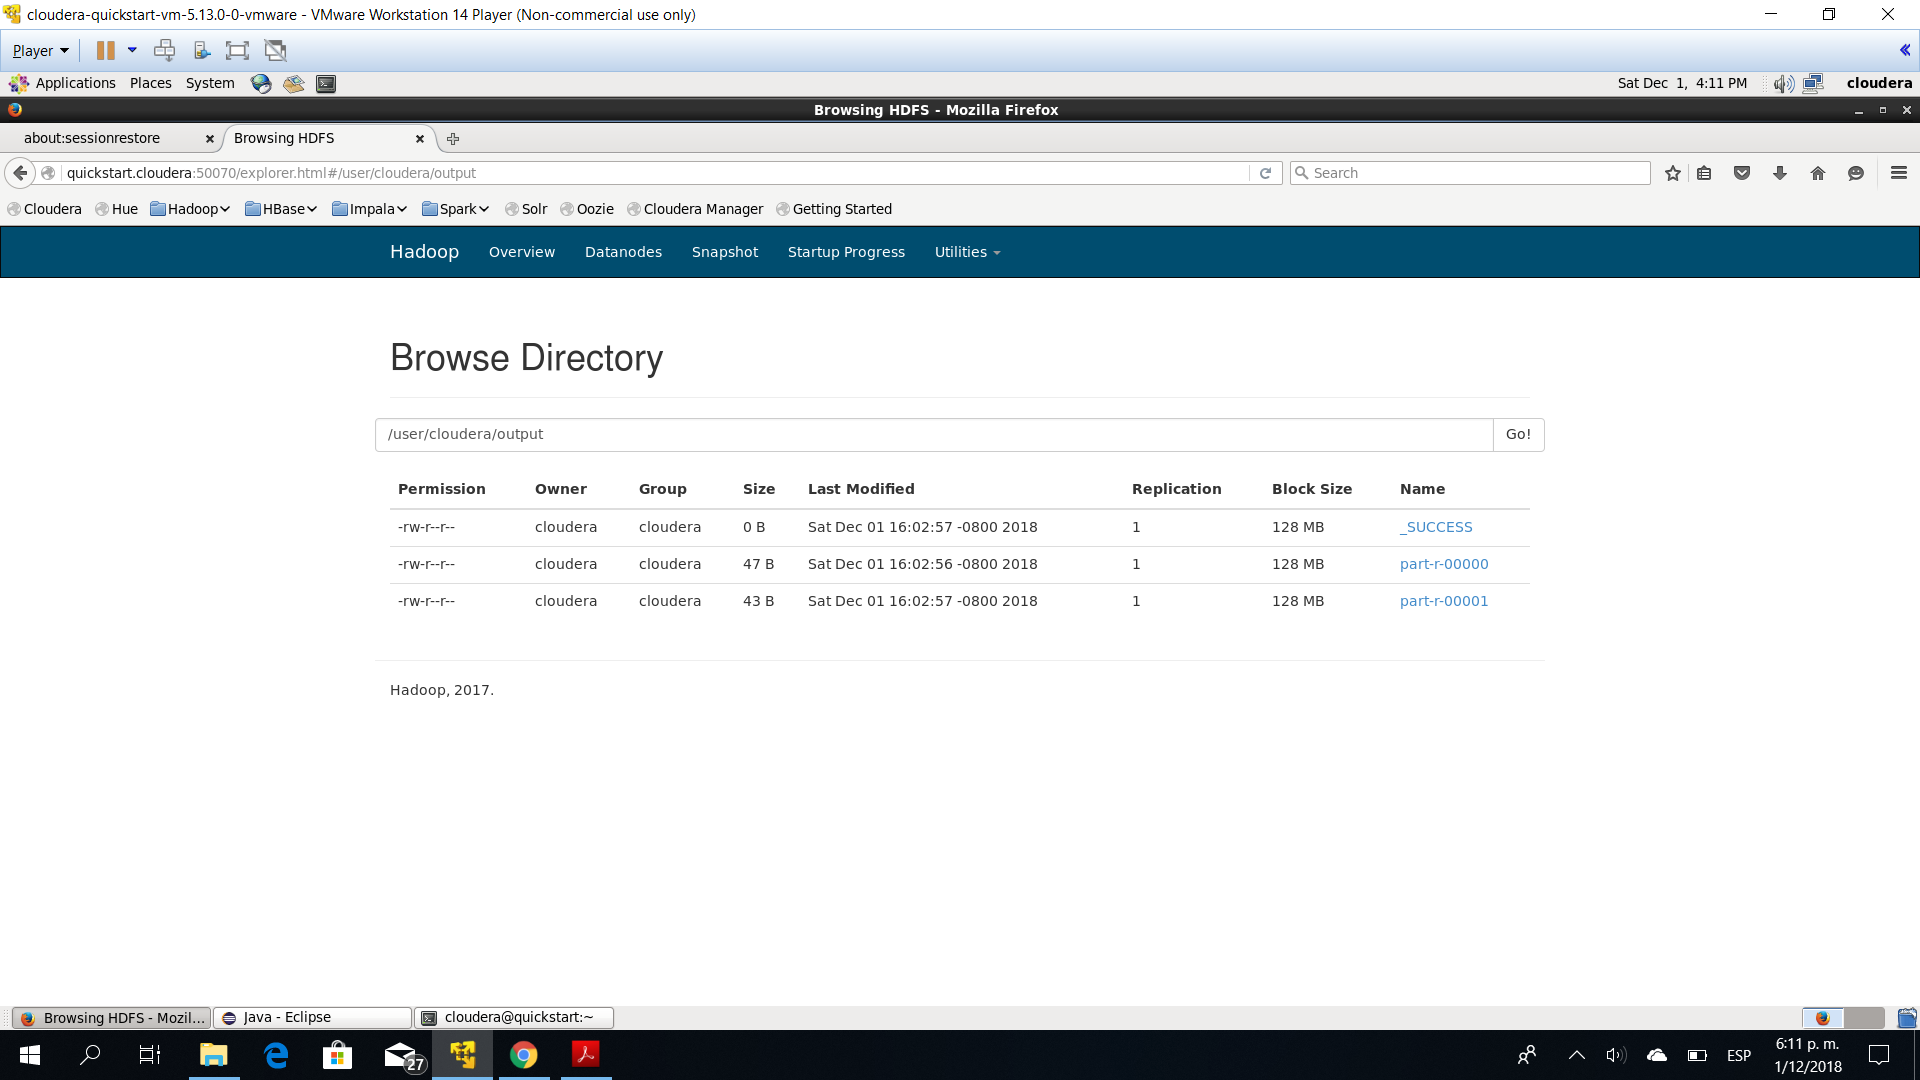 cloudera-quickstart-vm-5.13.0-0-vmware - VMware Workstation 14 Player (Non-commercial use only)
Player
Applications Places System Sat Dec 1, 4:11 PM cloudera
Browsing HDFS - Mozilla Firefox
about:sessionrestore Browsing HDFS
quickstart.cloudera:50070/explorer.html#/user/cloudera/output Search
Cloudera Hue Hadoop HBase Impala Spark Solr Oozie Cloudera Manager Getting Started
Hadoop Overview Datanodes Snapshot Startup Progress Utilities
Browse Directory
/user/cloudera/output Go!
Permission Owner Group Size Last Modified Replication Block Size Name
-rw-r--r-- cloudera cloudera 0 B Sat Dec 01 16:02:57 -0800 2018 1 128 MB _SUCCESS
-rw-r--r-- cloudera cloudera 47 B Sat Dec 01 16:02:56 -0800 2018 1 128 MB part-r-00000
-rw-r--r-- cloudera cloudera 43 B Sat Dec 01 16:02:57 -0800 2018 1 128 MB part-r-00001
Hadoop, 2017.
Browsing HDFS - Mozil... Java - Eclipse cloudera@quickstart:~
27 ESP 6:11 p. m.
1/12/2018